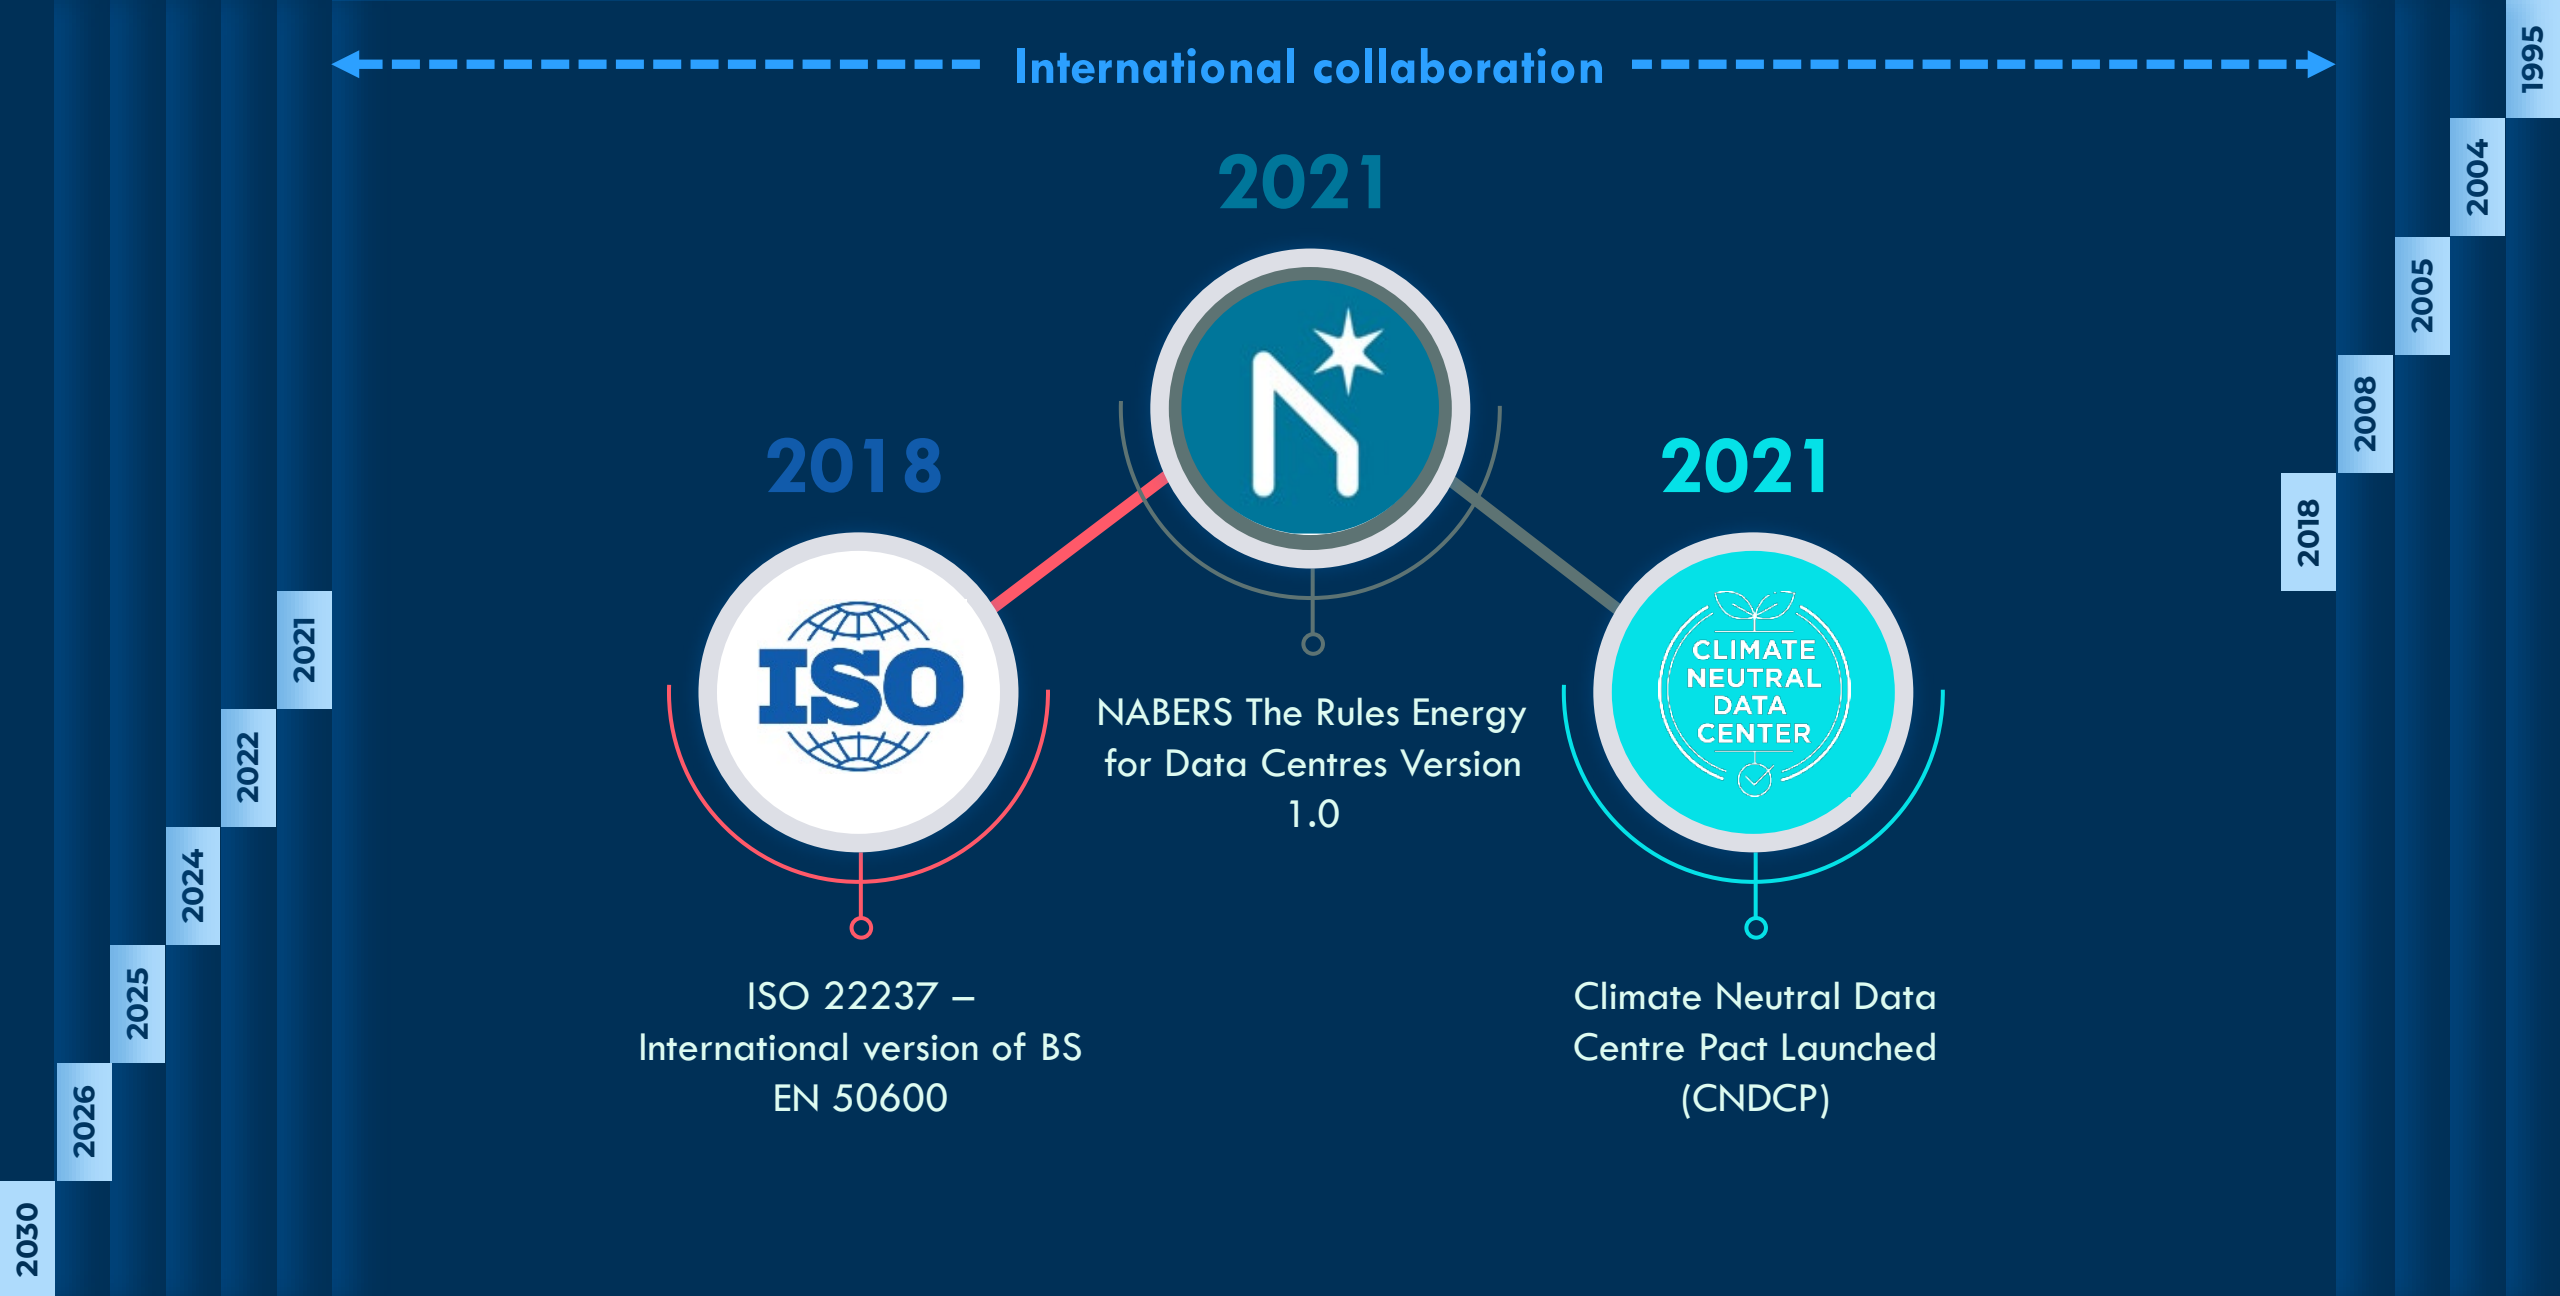 International collaboration
2021
2018
2021
ISO
CLIMATE
NEUTRAL
DATA
CENTER
NABERS The Rules Energy
for Data Centres Version
1.0
ISO 22237 –
International version of BS
EN 50600
Climate Neutral Data
Centre Pact Launched
(CNDCP)
2030
2026
2025
2024
2022
2021
2018
2008
2005
2004
1995